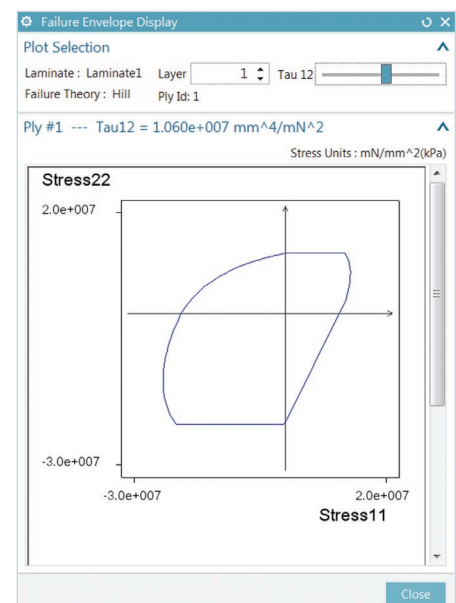 Failure Envelope Display
Plot Selection
Laminate : Laminate1 Layer 1 Tau 12
Failure Theory : Hill Ply Id: 1
Ply #1 --- Tau12 = 1.060e+007 mm^4/mN^2
Stress Units : mN/mm^2(kPa)
Stress22
2.0e+007
-3.0e+007
-3.0e+007 2.0e+007
Stress11
Close